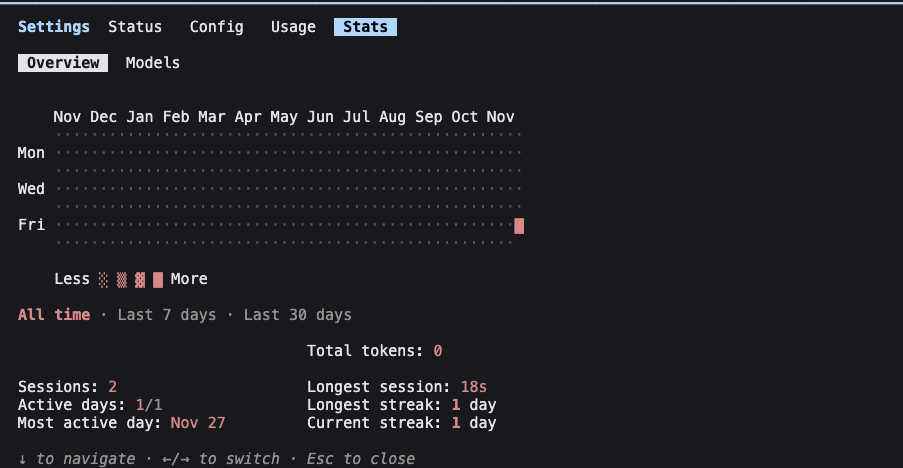 Settings Status Config Usage Stats
Overview Models
Nov Dec Jan Feb Mar Apr May Jun Jul Aug Sep Oct Nov
Mon
Wed
Fri
Less ░ ▒ ▓ █ More
All time · Last 7 days · Last 30 days
Total tokens: 0
Sessions: 2 Longest session: 18s
Active days: 1/1 Longest streak: 1 day
Most active day: Nov 27 Current streak: 1 day
↓ to navigate · ←/→ to switch · Esc to close